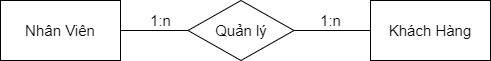 Nhân Viên
1:n
Quản lý
1:n
Khách Hàng